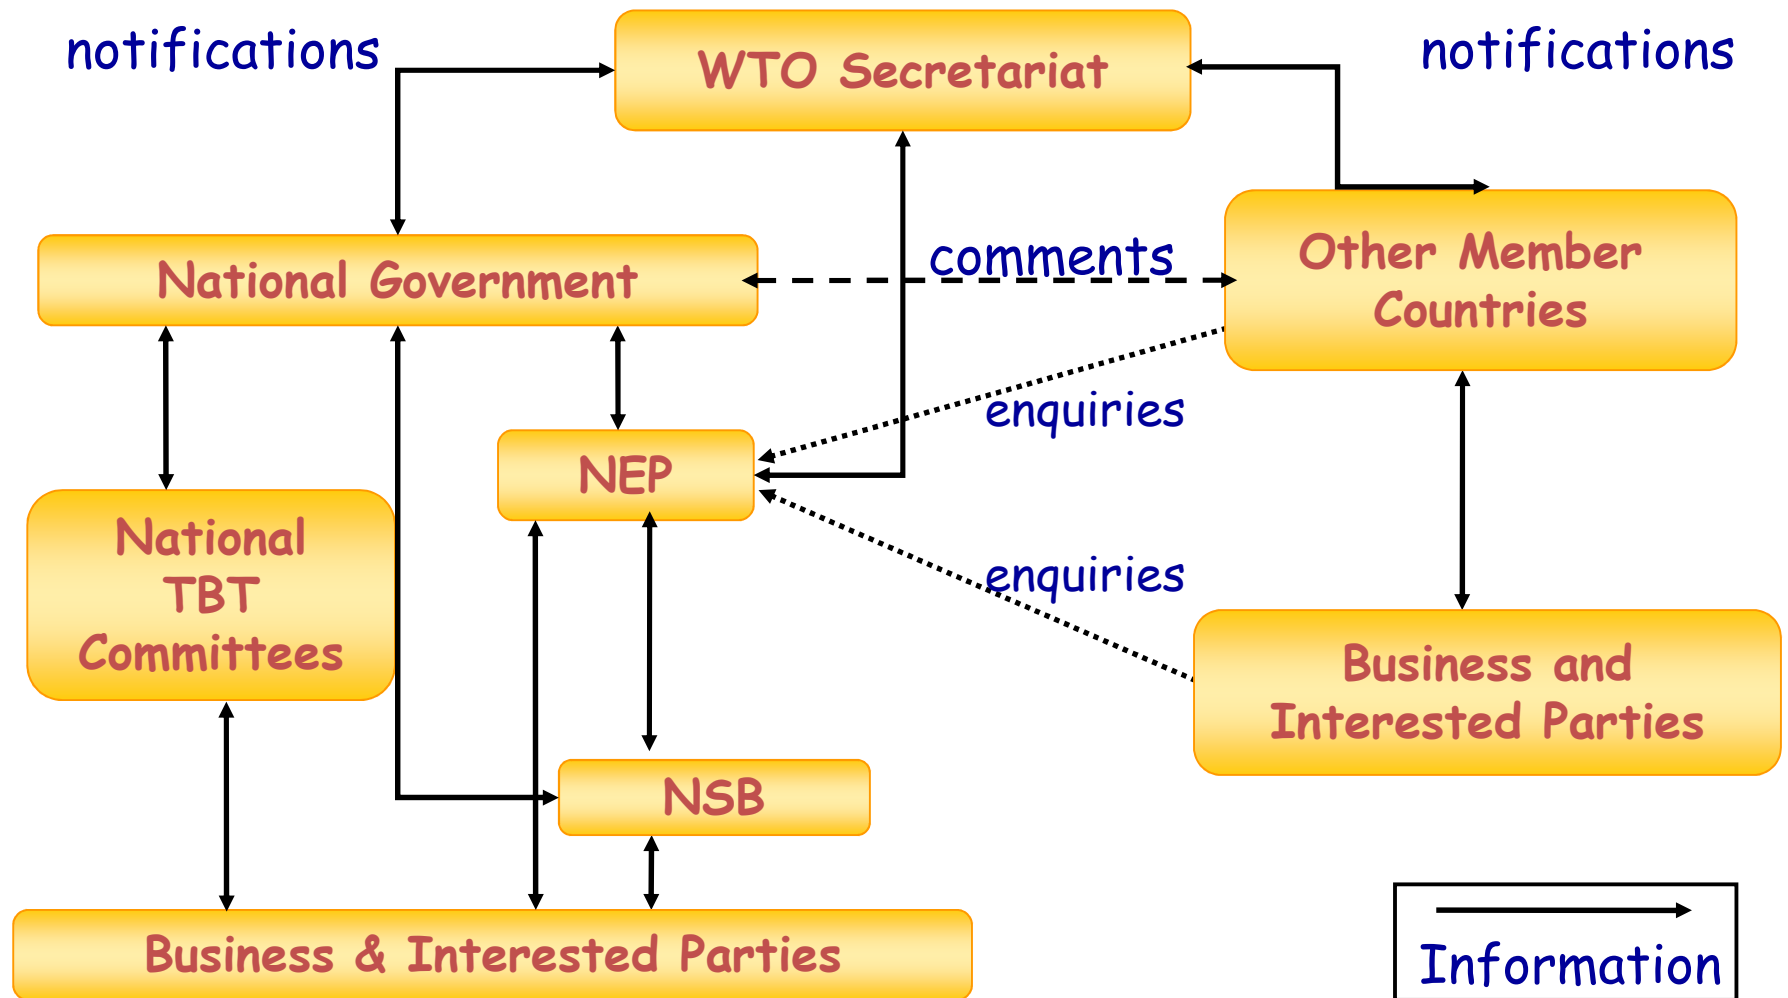 notifications
WTO Secretariat
notifications
National Government
comments
Other Member
Countries
enquiries
NEP
National
TBT
Committees
enquiries
Business and
Interested Parties
NSB
Business & Interested Parties
Information